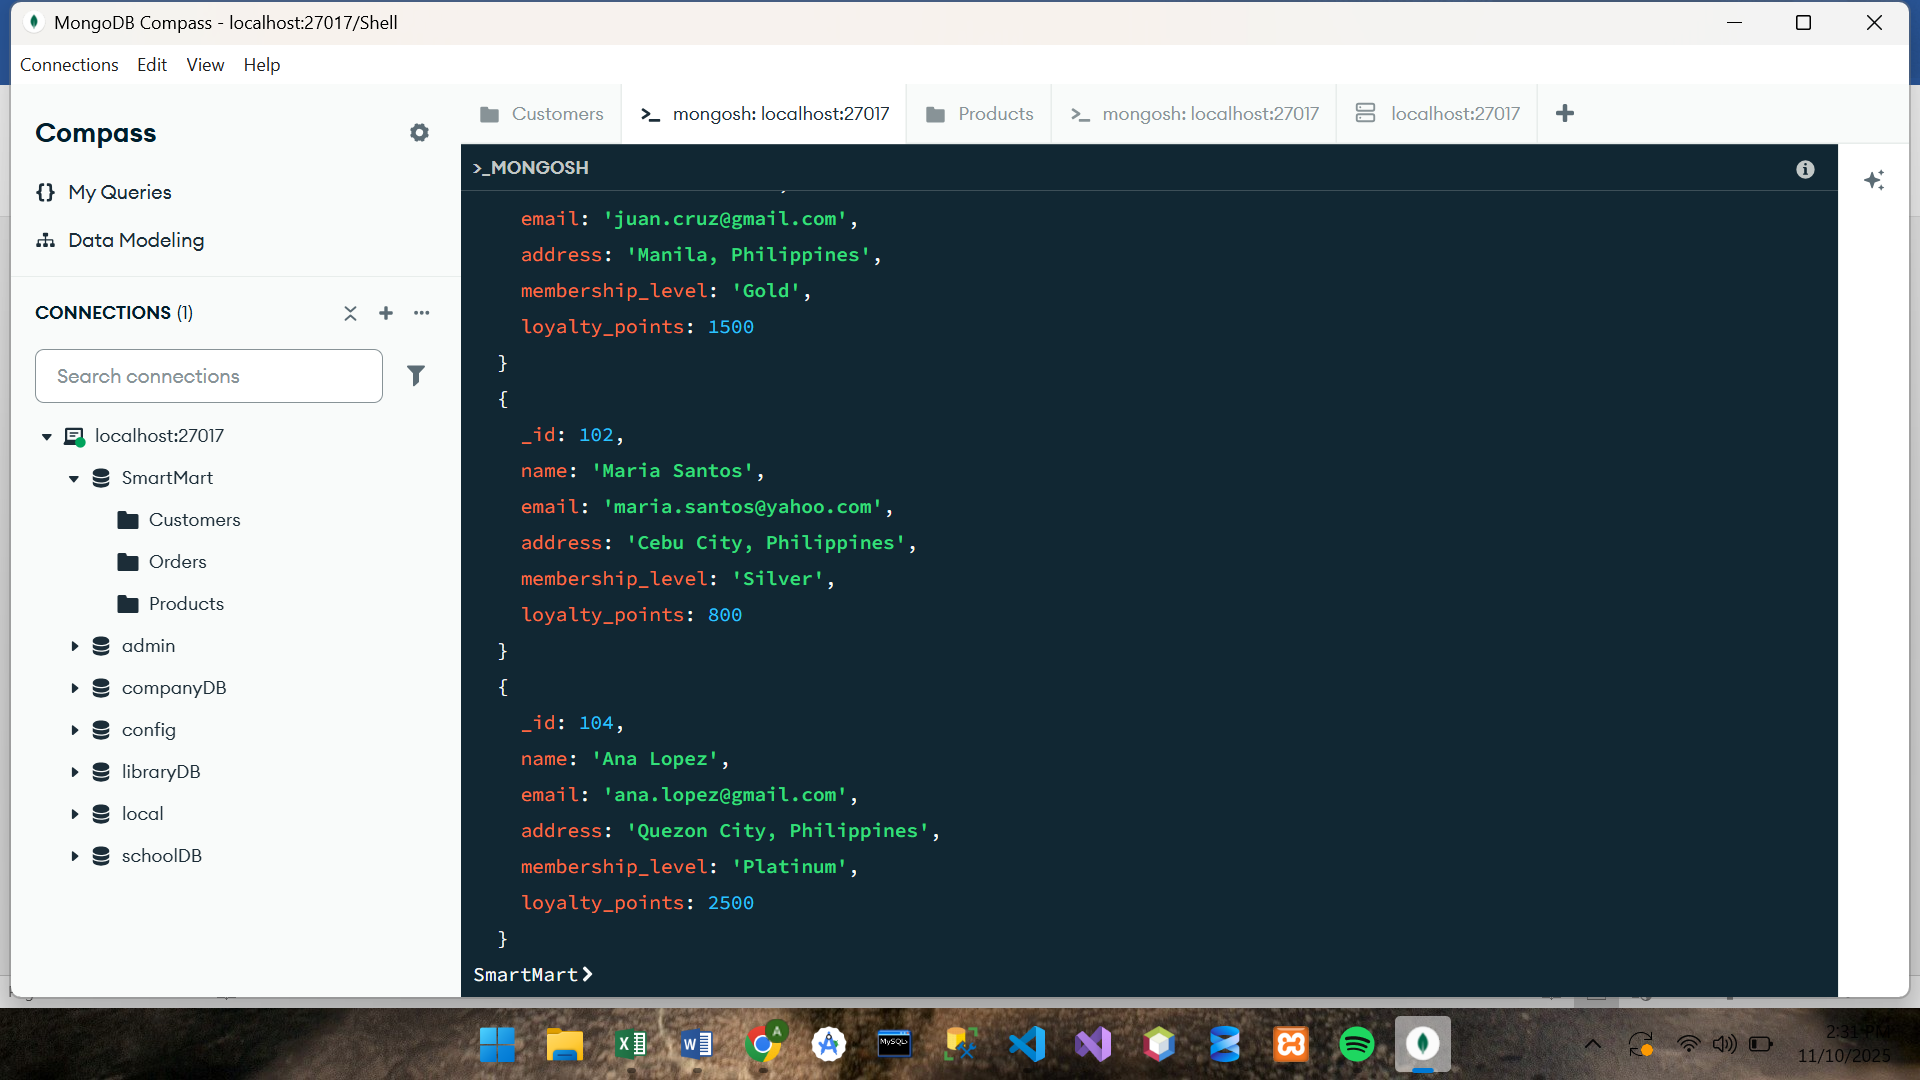 MongoDB Compass - localhost:27017/Shell
Connections Edit View Help
Compass
My Queries
Data Modeling
CONNECTIONS (1)
Search connections
localhost:27017
SmartMart
Customers
Orders
Products
admin
companyDB
config
libraryDB
local
schoolDB
Customers
>_ mongosh: localhost:27017
Products
>_ mongosh: localhost:27017
localhost:27017
>_MONGOSH
email: 'juan.cruz@gmail.com',
address: 'Manila, Philippines',
membership_level: 'Gold',
loyalty_points: 1500
}
{
_id: 102,
name: 'Maria Santos',
email: 'maria.santos@yahoo.com',
address: 'Cebu City, Philippines',
membership_level: 'Silver',
loyalty_points: 800
}
{
_id: 104,
name: 'Ana Lopez',
email: 'ana.lopez@gmail.com',
address: 'Quezon City, Philippines',
membership_level: 'Platinum',
loyalty_points: 2500
}
SmartMart>
A
MySQL>
2:31 PM
11/10/2025